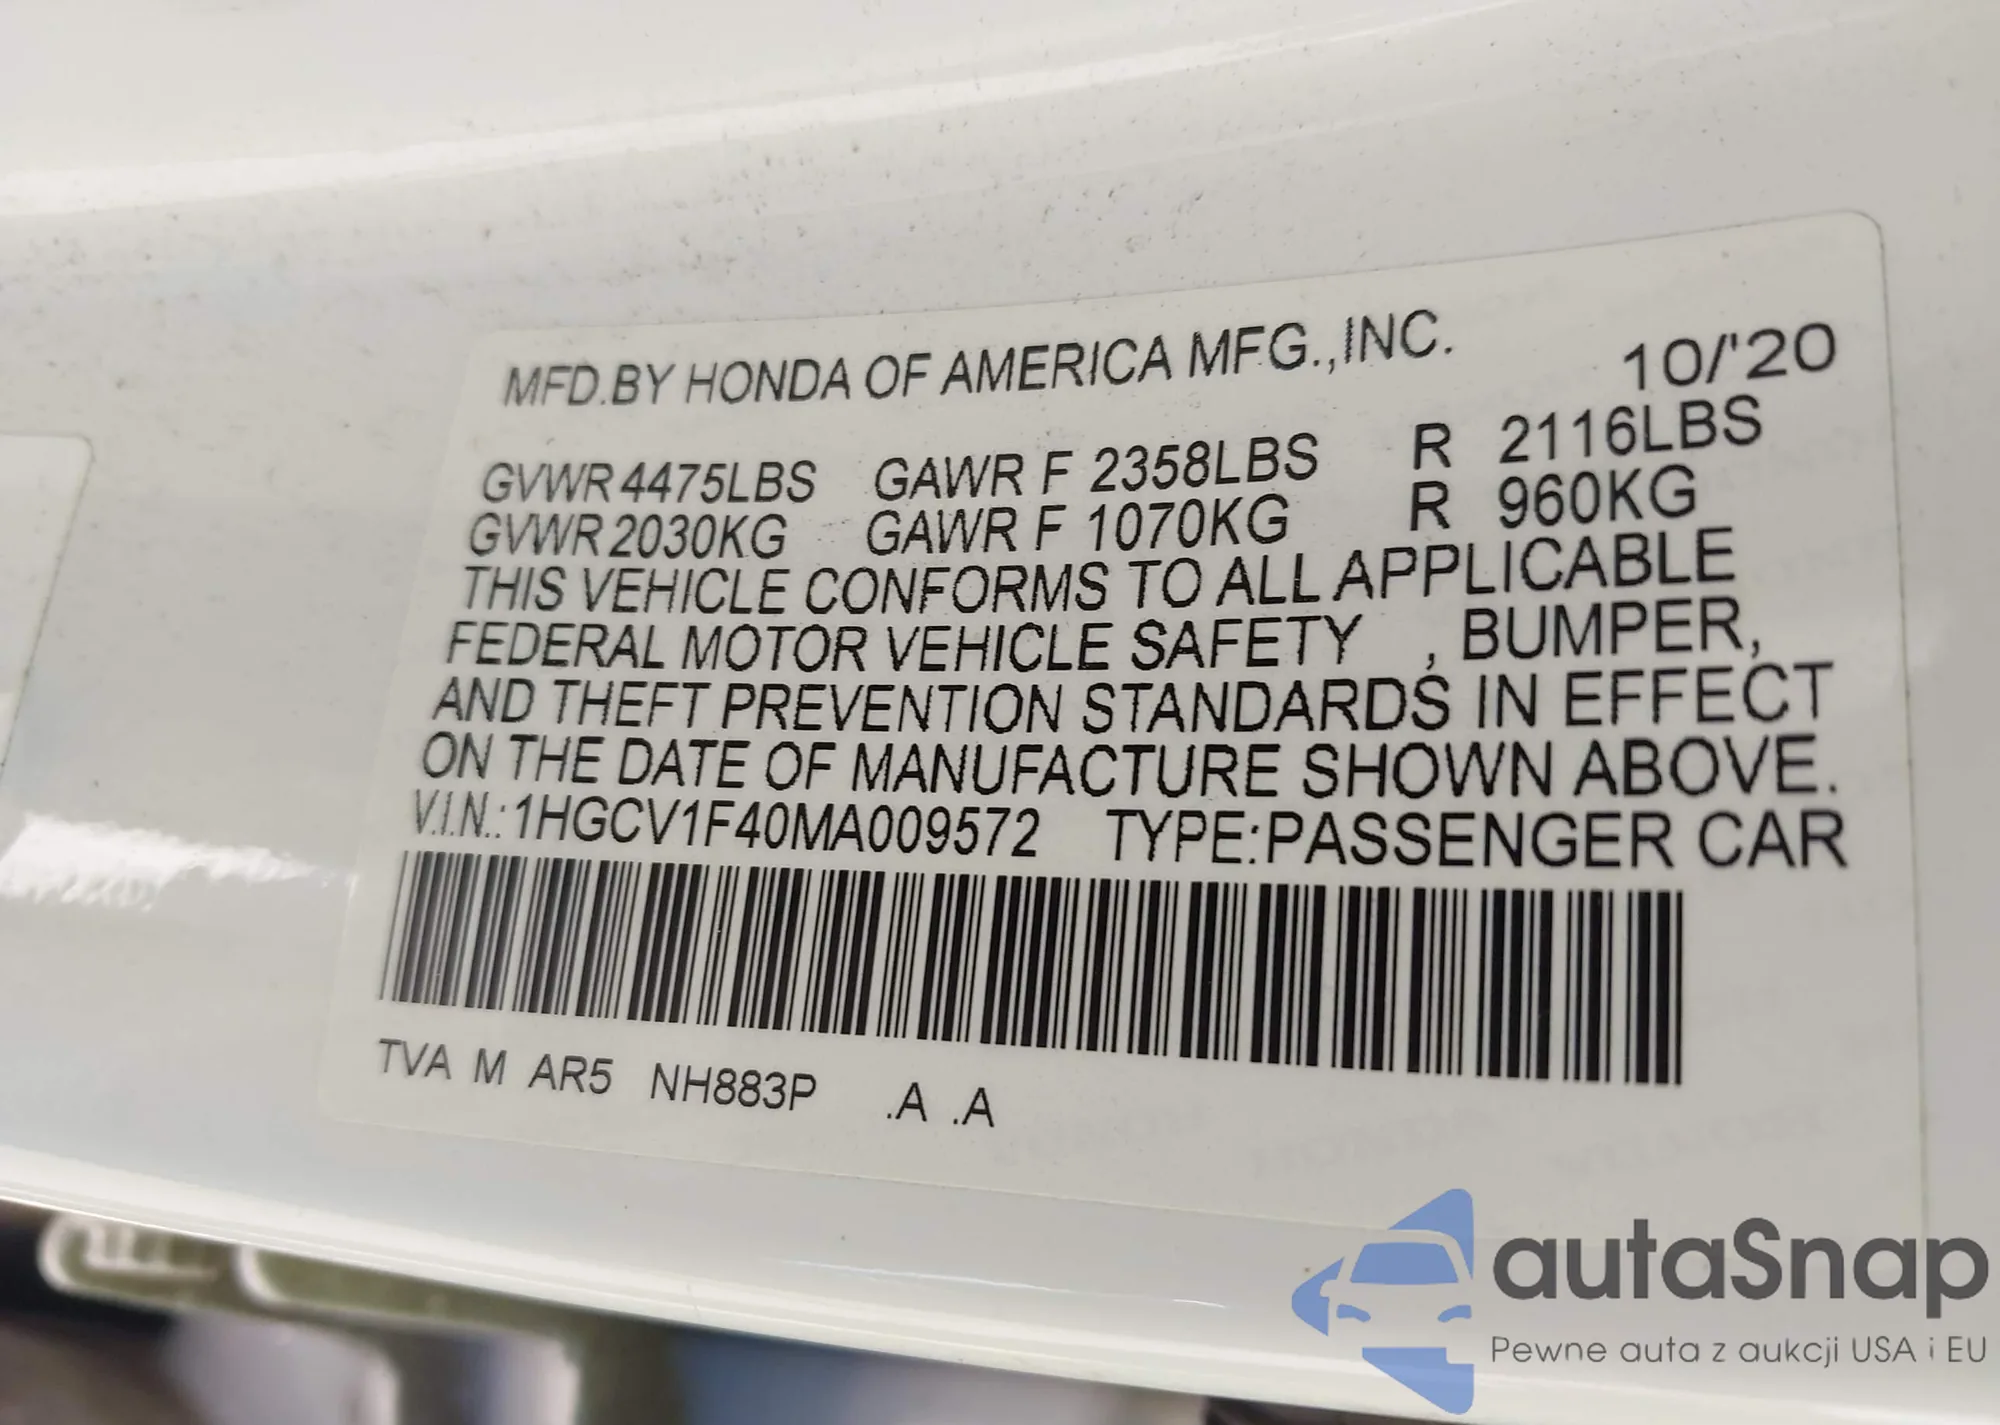 MFD.BY HONDA OF AMERICA MFG.,INC. 10/'20
GVWR 4475LBS GAWR F 2358LBS R 2116LBS
GVWR 2030KG GAWR F 1070KG R 960KG
THIS VEHICLE CONFORMS TO ALL APPLICABLE
FEDERAL MOTOR VEHICLE SAFETY , BUMPER,
AND THEFT PREVENTION STANDARDS IN EFFECT
ON THE DATE OF MANUFACTURE SHOWN ABOVE.
V.I.N.: 1HGCV1F40MA009572 TYPE:PASSENGER CAR
TVA M AR5 NH883P .A .A
autaSnap
Pewne auta z aukcji USA i EU